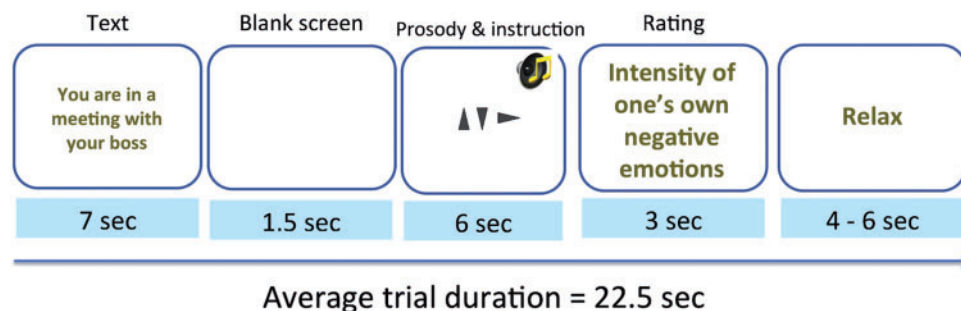 Text
Blank screen
Prosody & instruction
Rating
You are in a
meeting with
your boss
Intensity of
one's own
negative
emotions
Relax
7 sec
1.5 sec
6 sec
3 sec
4 - 6 sec
Average trial duration = 22.5 sec